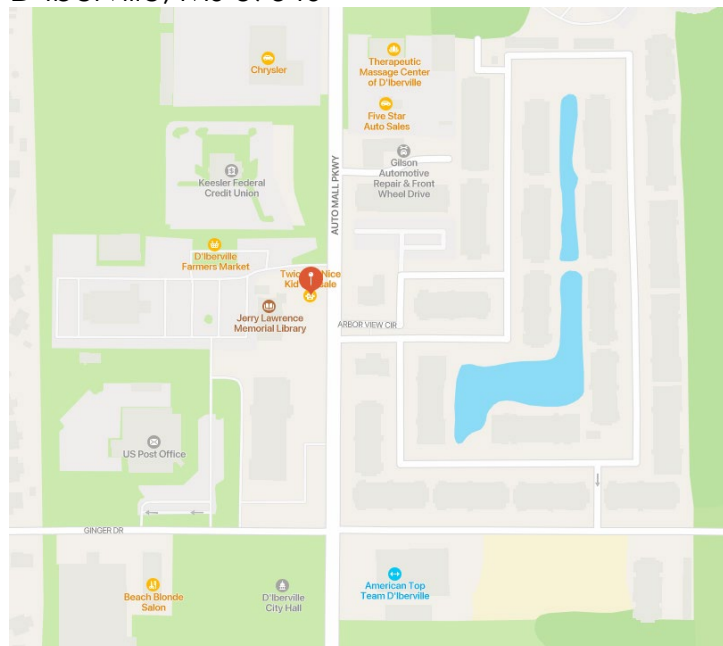 Chrysler
Therapeutic
Massage Center
of D'Iberville
Five Star
Auto Sales
AUTO MALL PKWY
Gilson
Automotive
Repair & Front
Wheel Drive
Keesler Federal
Credit Union
D'Iberville
Farmers Market
Jerry Lawrence
Memorial Library
ARBOR VIEW CIR
US Post Office
GINGER DR
Beach Blonde
Salon
D'Iberville
City Hall
American Top
Team D'Iberville